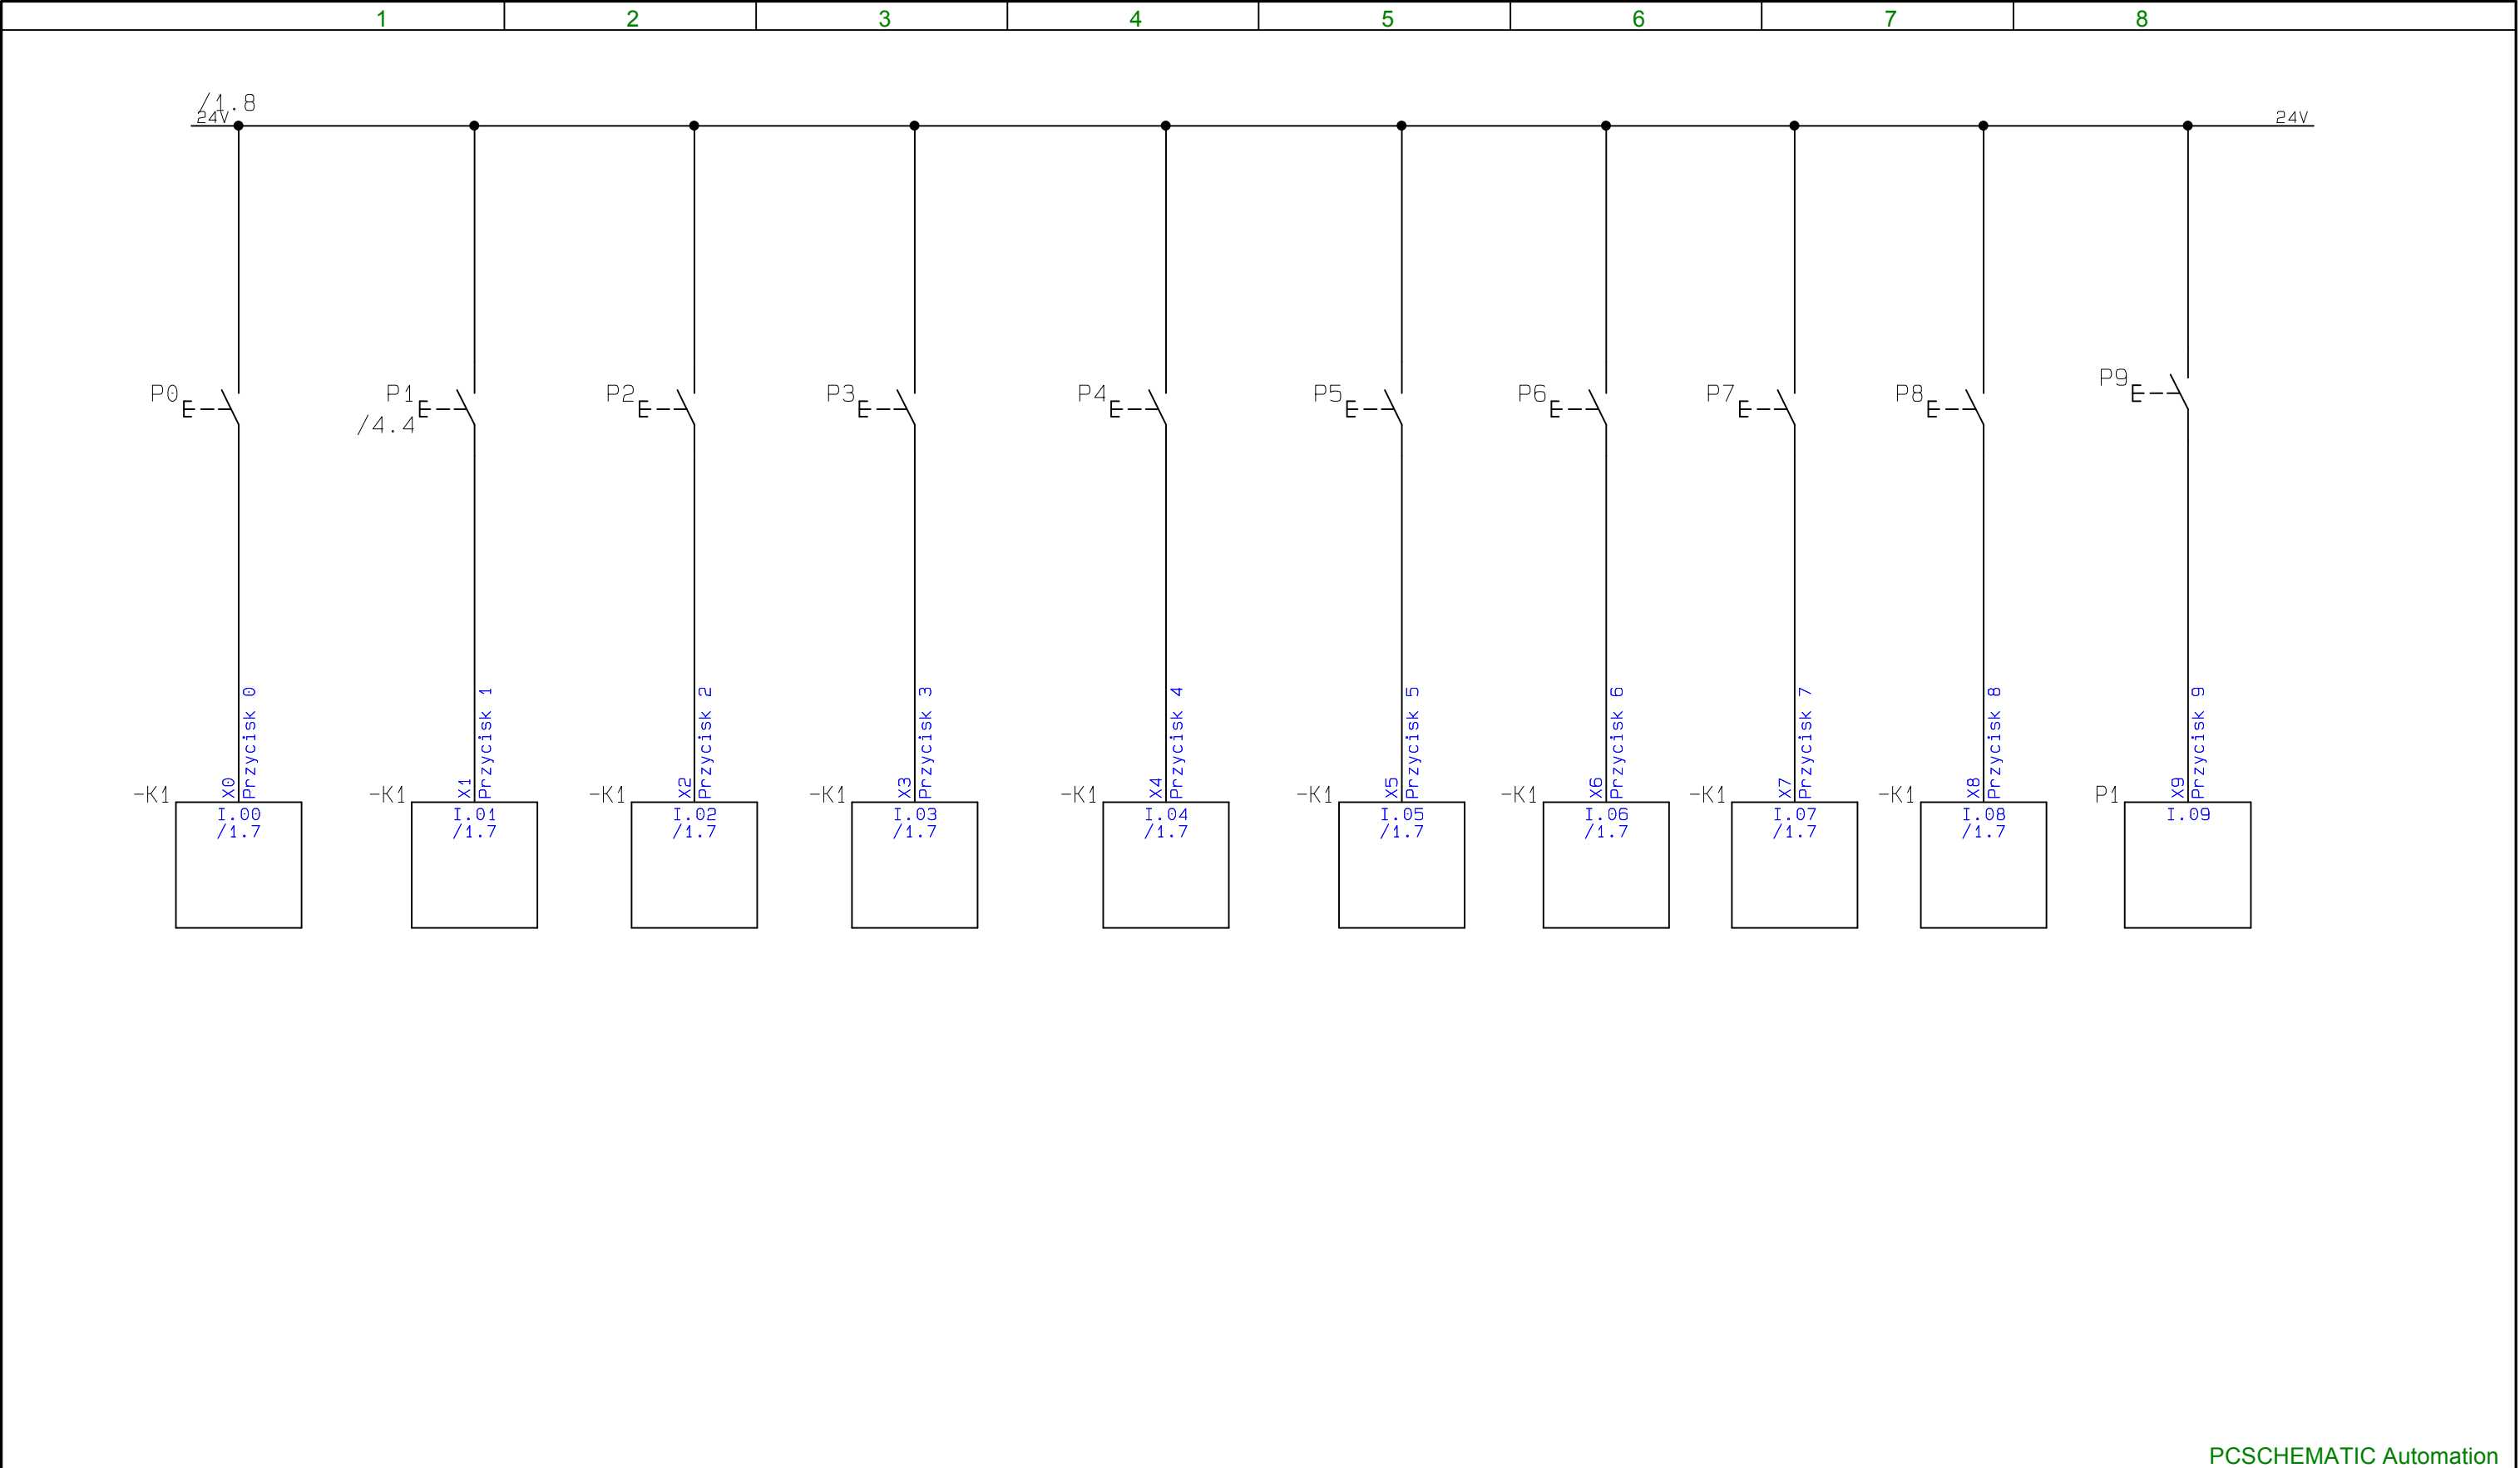 1 2 3 4 5 6 7 8
/1.8
24V 24V
P0 P1 P2 P3 P4 P5 P6 P7 P8 P9
/4.4
X0 Przycisk 0
X1 Przycisk 1
X2 Przycisk 2
X3 Przycisk 3
X4 Przycisk 4
X5 Przycisk 5
X6 Przycisk 6
X7 Przycisk 7
X8 Przycisk 8
X9 Przycisk 9
-K1 -K1 -K1 -K1 -K1 -K1 -K1 -K1 -K1 P1
I.00 I.01 I.02 I.03 I.04 I.05 I.06 I.07 I.08 I.09
/1.7 /1.7 /1.7 /1.7 /1.7 /1.7 /1.7 /1.7 /1.7
PCSCHEMATIC Automation